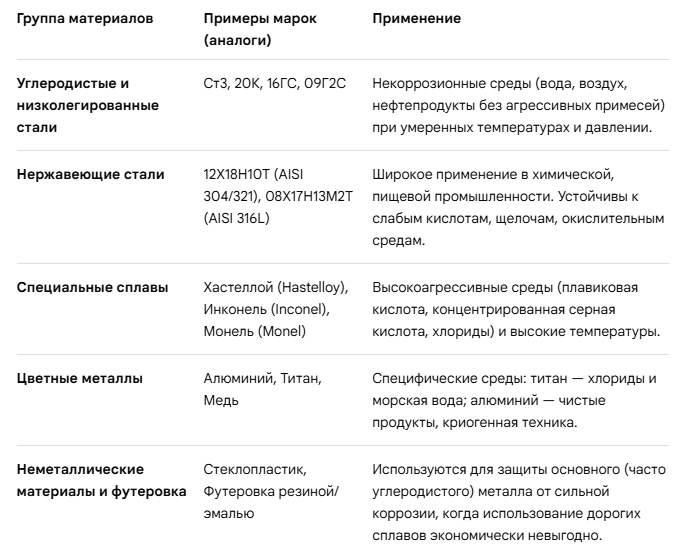 Группа материалов
Примеры марок
(аналоги)
Применение
Углеродистые и
низколегированные
стали
Ст3, 20К, 16ГС, 09Г2С
Некоррозионные среды (вода, воздух,
нефтепродукты без агрессивных примесей)
при умеренных температурах и давлении.
Нержавеющие стали
12Х18Н10Т (AISI
304/321), 08Х17Н13М2Т
(AISI 316L)
Широкое применение в химической,
пищевой промышленности. Устойчивы к
слабым кислотам, щелочам, окислительным
средам.
Специальные сплавы
Хастеллой (Hastelloy),
Инконель (Inconel),
Монель (Monel)
Высокоагрессивные среды (плавиковая
кислота, концентрированная серная
кислота, хлориды) и высокие температуры.
Цветные металлы
Алюминий, Титан,
Медь
Специфические среды: титан — хлориды и
морская вода; алюминий — чистые
продукты, криогенная техника.
Неметаллические
материалы и футеровка
Стеклопластик,
Футеровка резиной/
эмалью
Используются для защиты основного (часто
углеродистого) металла от сильной
коррозии, когда использование дорогих
сплавов экономически невыгодно.